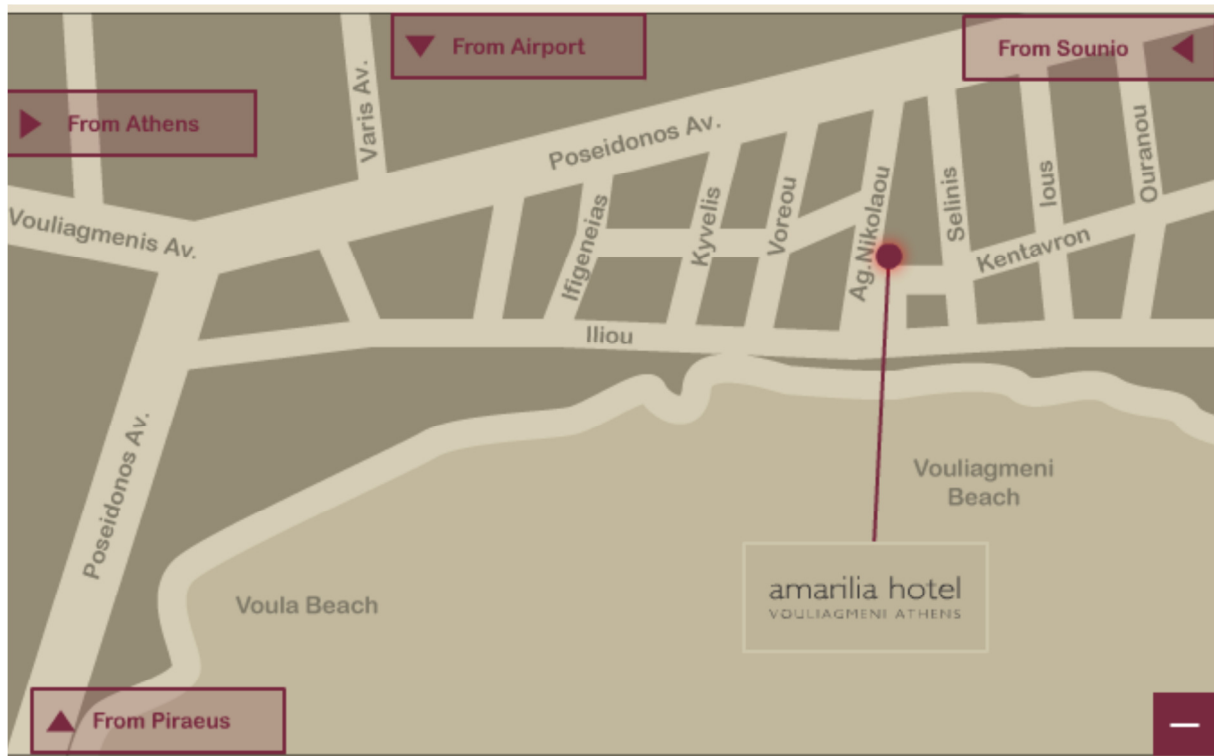 From Airport
From Sounio
From Athens
Varis Av.
Poseidonos Av.
Vouliagmenis Av.
Ifigeneias
Kyvelis
Voreou
Ag.Nikolaou
Selinis
Ious
Ouranou
Kentavron
Iliou
Poseidonos Av.
Vouliagmeni
Beach
Voula Beach
amarilia hotel
VOULIAGMENI ATHENS
From Piraeus